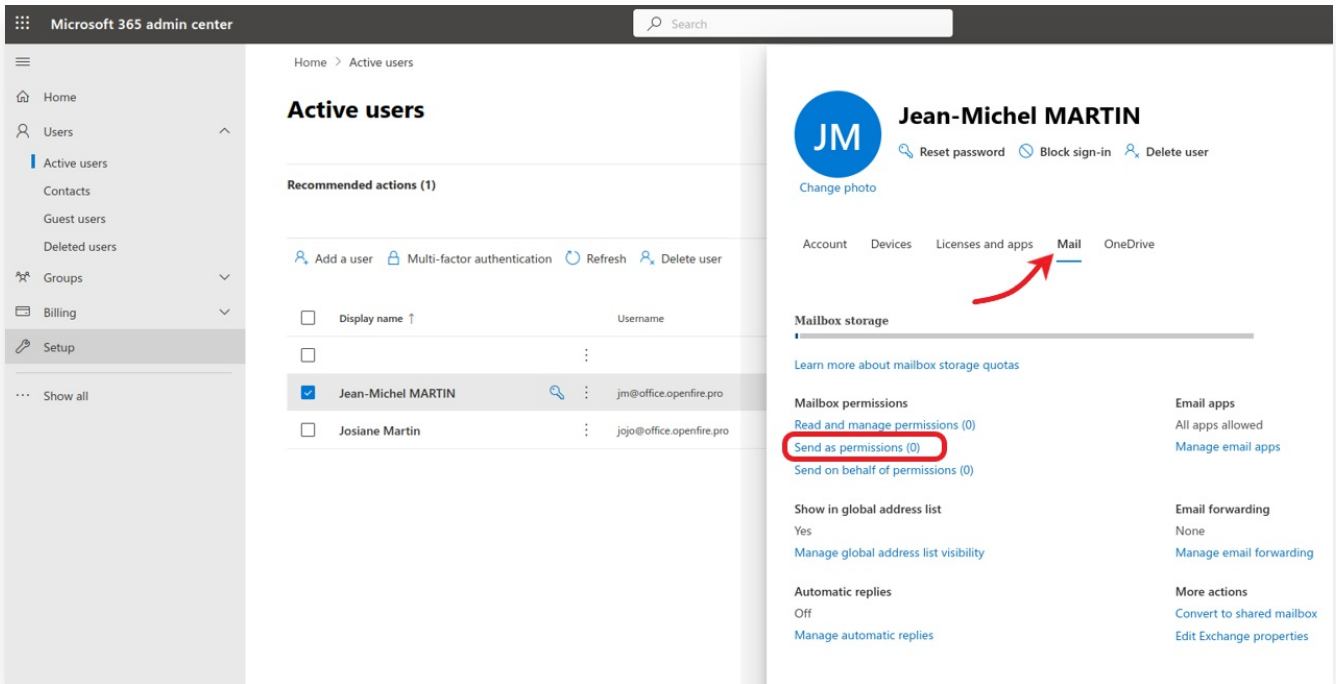 Microsoft 365 admin center
Search
Home
Users
Active users
Contacts
Guest users
Deleted users
Groups
Billing
Setup
Show all
Home > Active users
Active users
Recommended actions (1)
Add a user Multi-factor authentication Refresh Delete user
Display name ↑ Username
Jean-Michel MARTIN jm@office.openfire.pro
Josiane Martin jojo@office.openfire.pro
JM
Change photo
Jean-Michel MARTIN
Reset password Block sign-in Delete user
Account Devices Licenses and apps Mail OneDrive
Mailbox storage
Learn more about mailbox storage quotas
Mailbox permissions
Read and manage permissions (0)
Send as permissions (0)
Send on behalf of permissions (0)
Email apps
All apps allowed
Manage email apps
Show in global address list
Yes
Manage global address list visibility
Email forwarding
None
Manage email forwarding
Automatic replies
Off
Manage automatic replies
More actions
Convert to shared mailbox
Edit Exchange properties